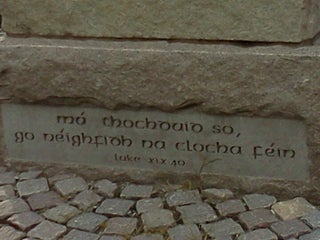 má thochdaid so,
go néighfidh na clocha féin
luke xix 40